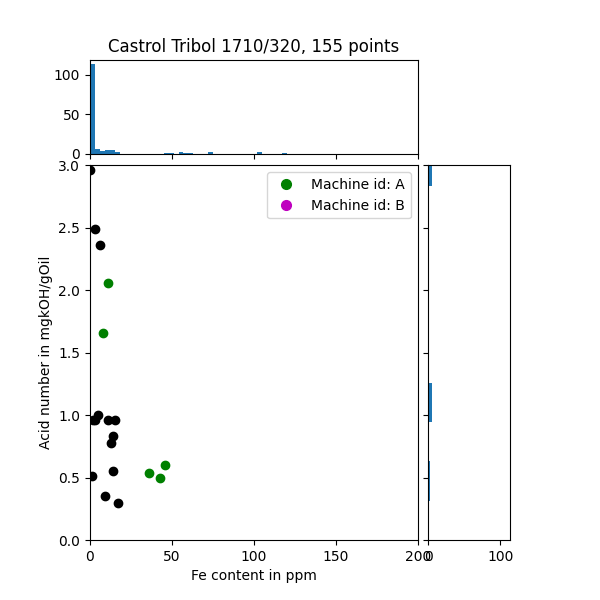 Castrol Tribol 1710/320, 155 points
100
50
0
3.0
2.5
2.0
1.5
1.0
0.5
0.0
Acid number in mgkOH/gOil
Machine id: A
Machine id: B
0 50 100 150 200
0 100
Fe content in ppm